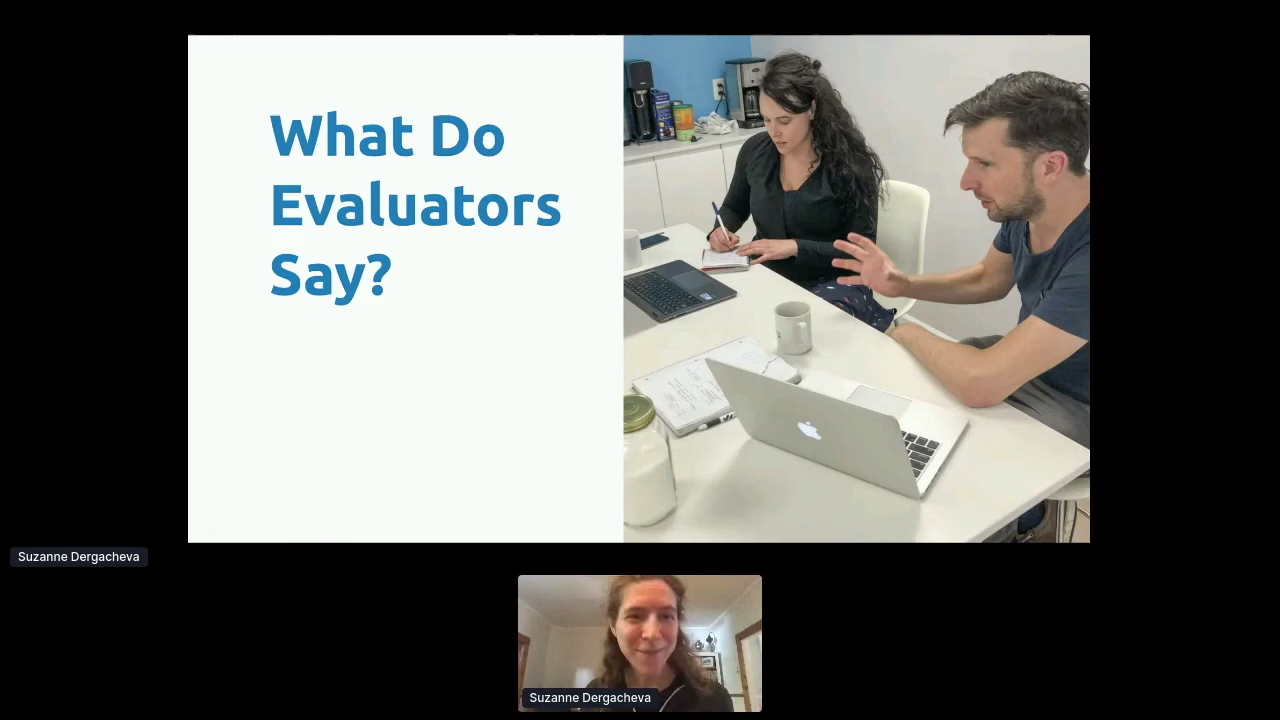 What Do
Evaluators
Say?
Suzanne Dergacheva
Suzanne Dergacheva